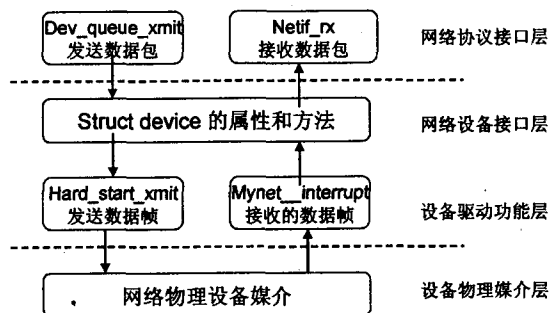 Dev_queue_xmit
发送数据包
Netif_rx
接收数据包
网络协议接口层
Struct device 的属性和方法
网络设备接口层
Hard_start_xmit
发送数据帧
Mynet__interrupt
接收的数据帧
设备驱动功能层
网络物理设备媒介
设备物理媒介层